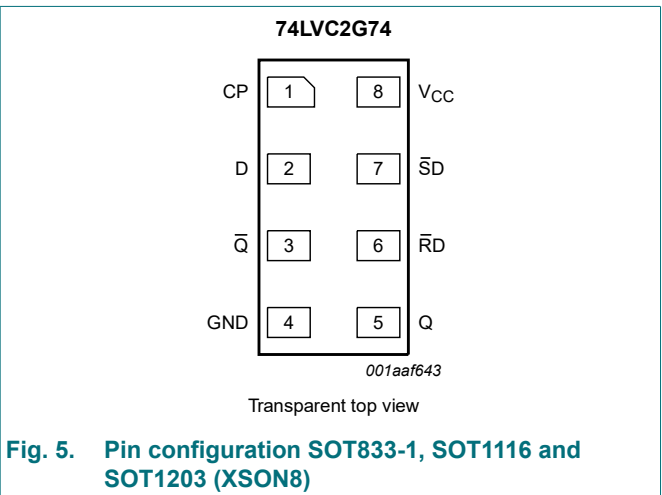 74LVC2G74
CP 1 8 VCC
D 2 7 S̅D
Q̅ 3 6 R̅D
GND 4 5 Q
001aaf643
Transparent top view
Fig. 5. Pin configuration SOT833-1, SOT1116 and
SOT1203 (XSON8)